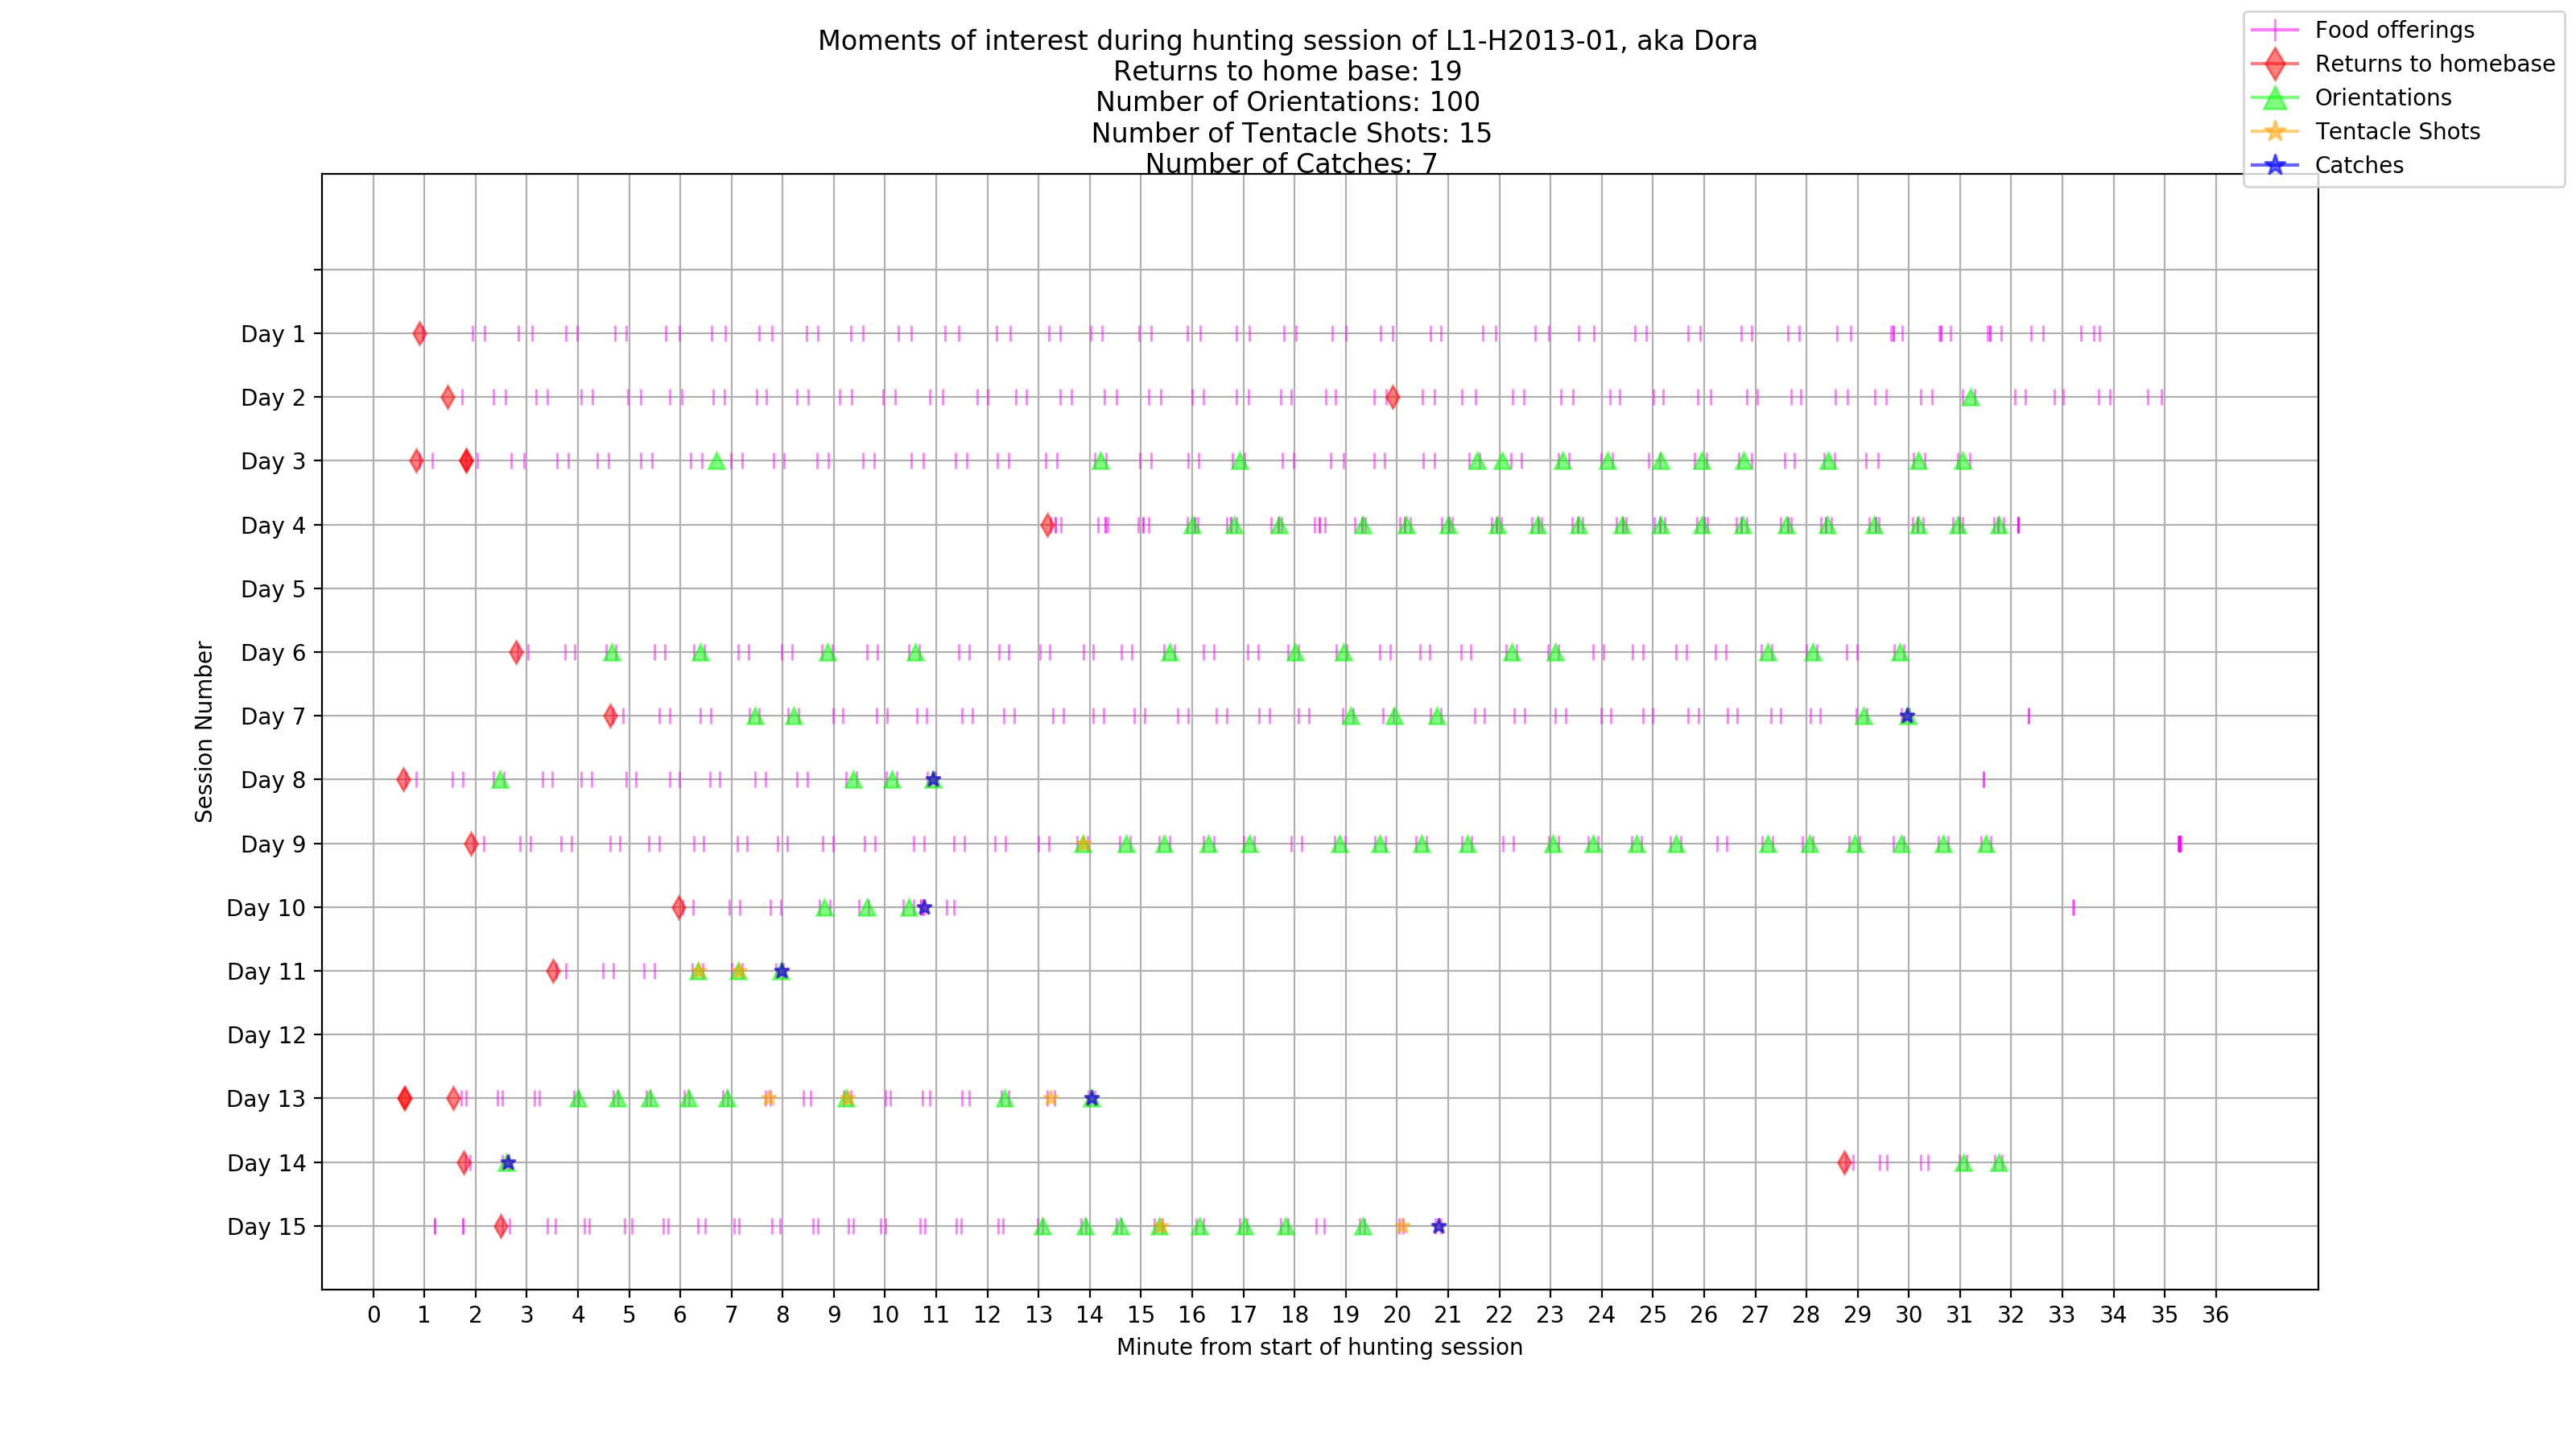 Moments of interest during hunting session of L1-H2013-01, aka Dora
Returns to home base: 19
Number of Orientations: 100
Number of Tentacle Shots: 15
Number of Catches: 7
Food offerings
Returns to homebase
Orientations
Tentacle Shots
Catches
Session Number
Day 1
Day 2
Day 3
Day 4
Day 5
Day 6
Day 7
Day 8
Day 9
Day 10
Day 11
Day 12
Day 13
Day 14
Day 15
0 1 2 3 4 5 6 7 8 9 10 11 12 13 14 15 16 17 18 19 20 21 22 23 24 25 26 27 28 29 30 31 32 33 34 35 36
Minute from start of hunting session